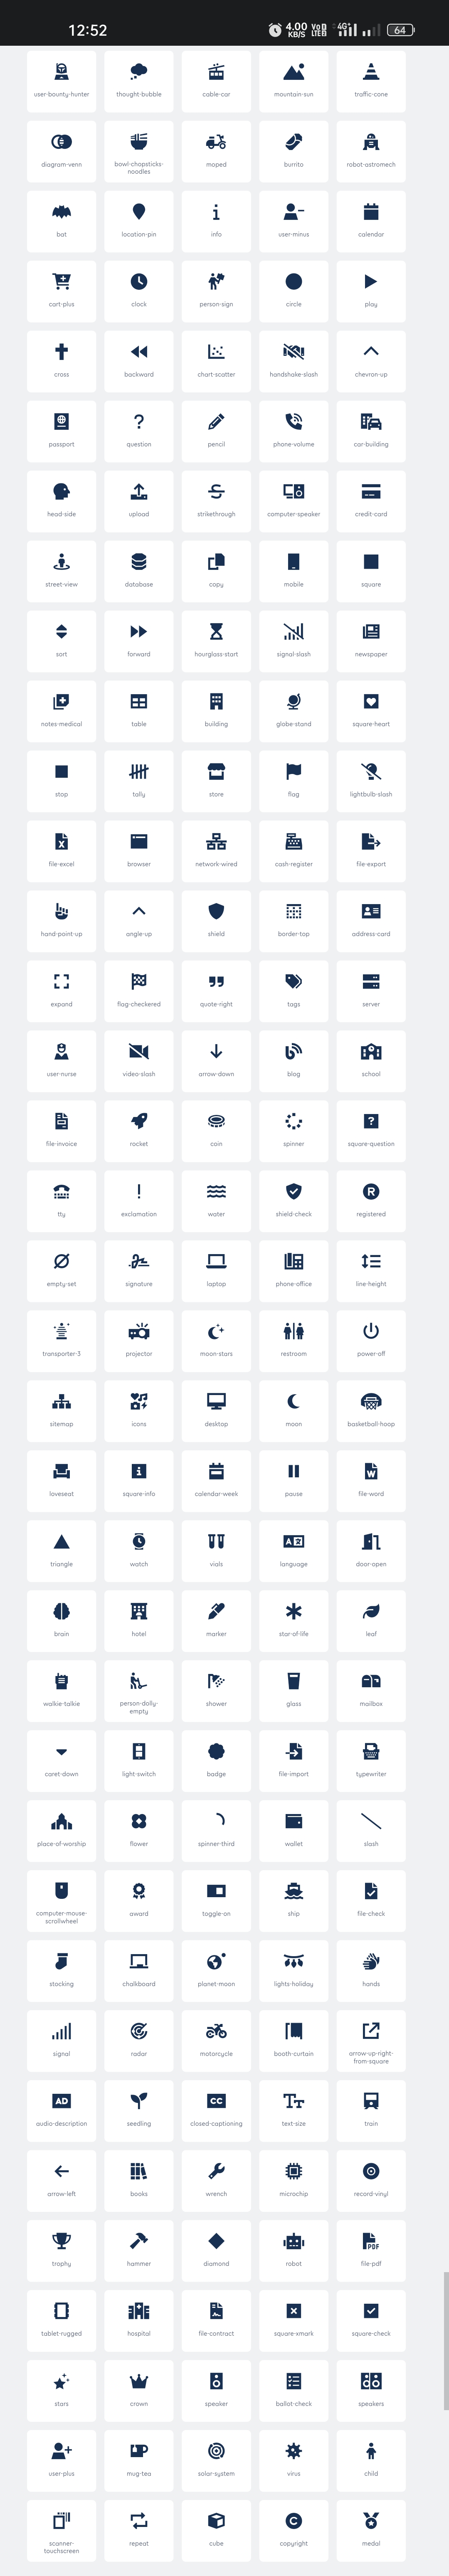 12:52
4.00 KB/S
Vo) LTE
4G+
64
user-bounty-hunter thought-bubble cable-car mountain-sun traffic-cone
diagram-venn bowl-chopsticks-noodles moped burrito robot-astromech
bat location-pin info user-minus calendar
cart-plus clock person-sign circle play
cross backward chart-scatter handshake-slash chevron-up
passport question pencil phone-volume car-building
head-side upload strikethrough computer-speaker credit-card
street-view database copy mobile square
sort forward hourglass-start signal-slash newspaper
notes-medical table building globe-stand square-heart
stop tally store flag lightbulb-slash
file-excel browser network-wired cash-register file-export
hand-point-up angle-up shield border-top address-card
expand flag-checkered quote-right tags server
user-nurse video-slash arrow-down blog school
file-invoice rocket coin spinner square-question
tty exclamation water shield-check registered
empty-set signature laptop phone-office line-height
transporter-3 projector moon-stars restroom power-off
sitemap icons desktop moon basketball-hoop
loveseat square-info calendar-week pause file-word
triangle watch vials language door-open
brain hotel marker star-of-life leaf
walkie-talkie person-dolly-empty shower glass mailbox
caret-down light-switch badge file-import typewriter
place-of-worship flower spinner-third wallet slash
computer-mouse-scrollwheel award toggle-on ship file-check
stocking chalkboard planet-moon lights-holiday hands
signal radar motorcycle booth-curtain arrow-up-right-from-square
AD CC
audio-description seedling closed-captioning text-size train
arrow-left books wrench microchip record-vinyl
PDF
trophy hammer diamond robot file-pdf
tablet-rugged hospital file-contract square-xmark square-check
stars crown speaker ballot-check speakers
user-plus mug-tea solar-system virus child
scanner-touchscreen repeat cube copyright medal